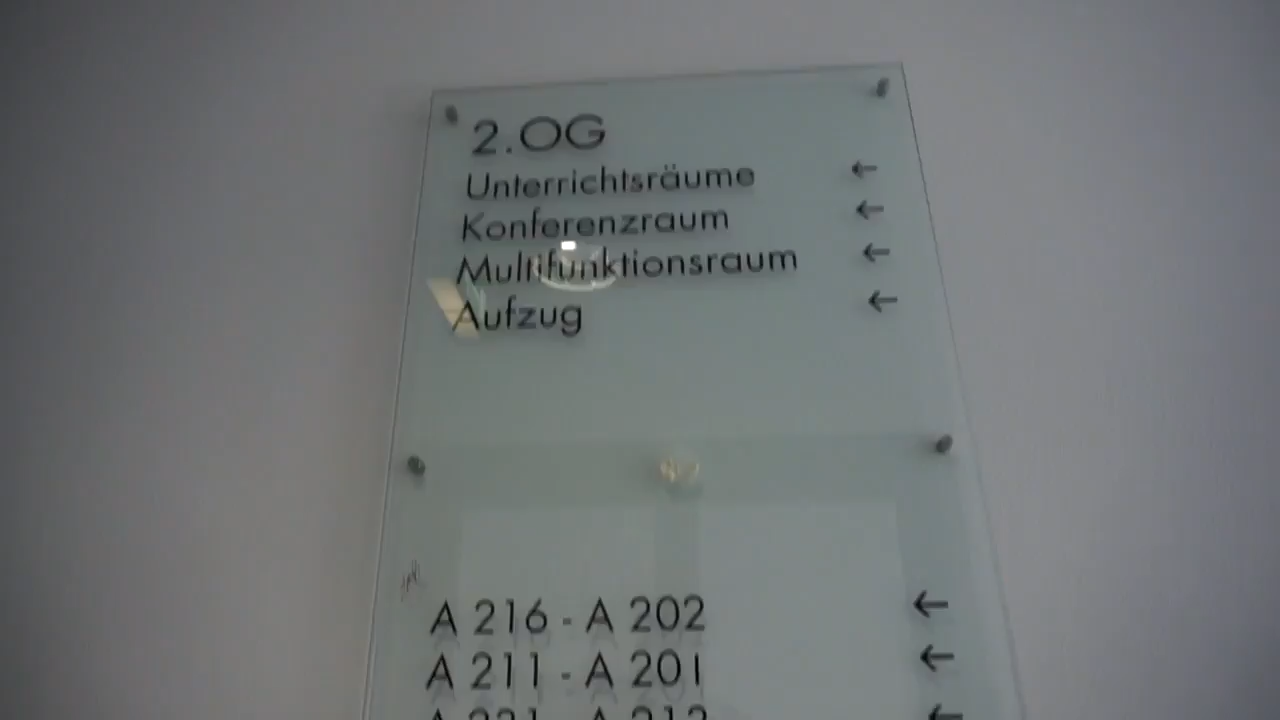 2.OG
Unterrichtsräume ←
Konferenzraum ←
Multifunktionsraum ←
Aufzug ←
A 216 - A 202 ←
A 211 - A 201 ←